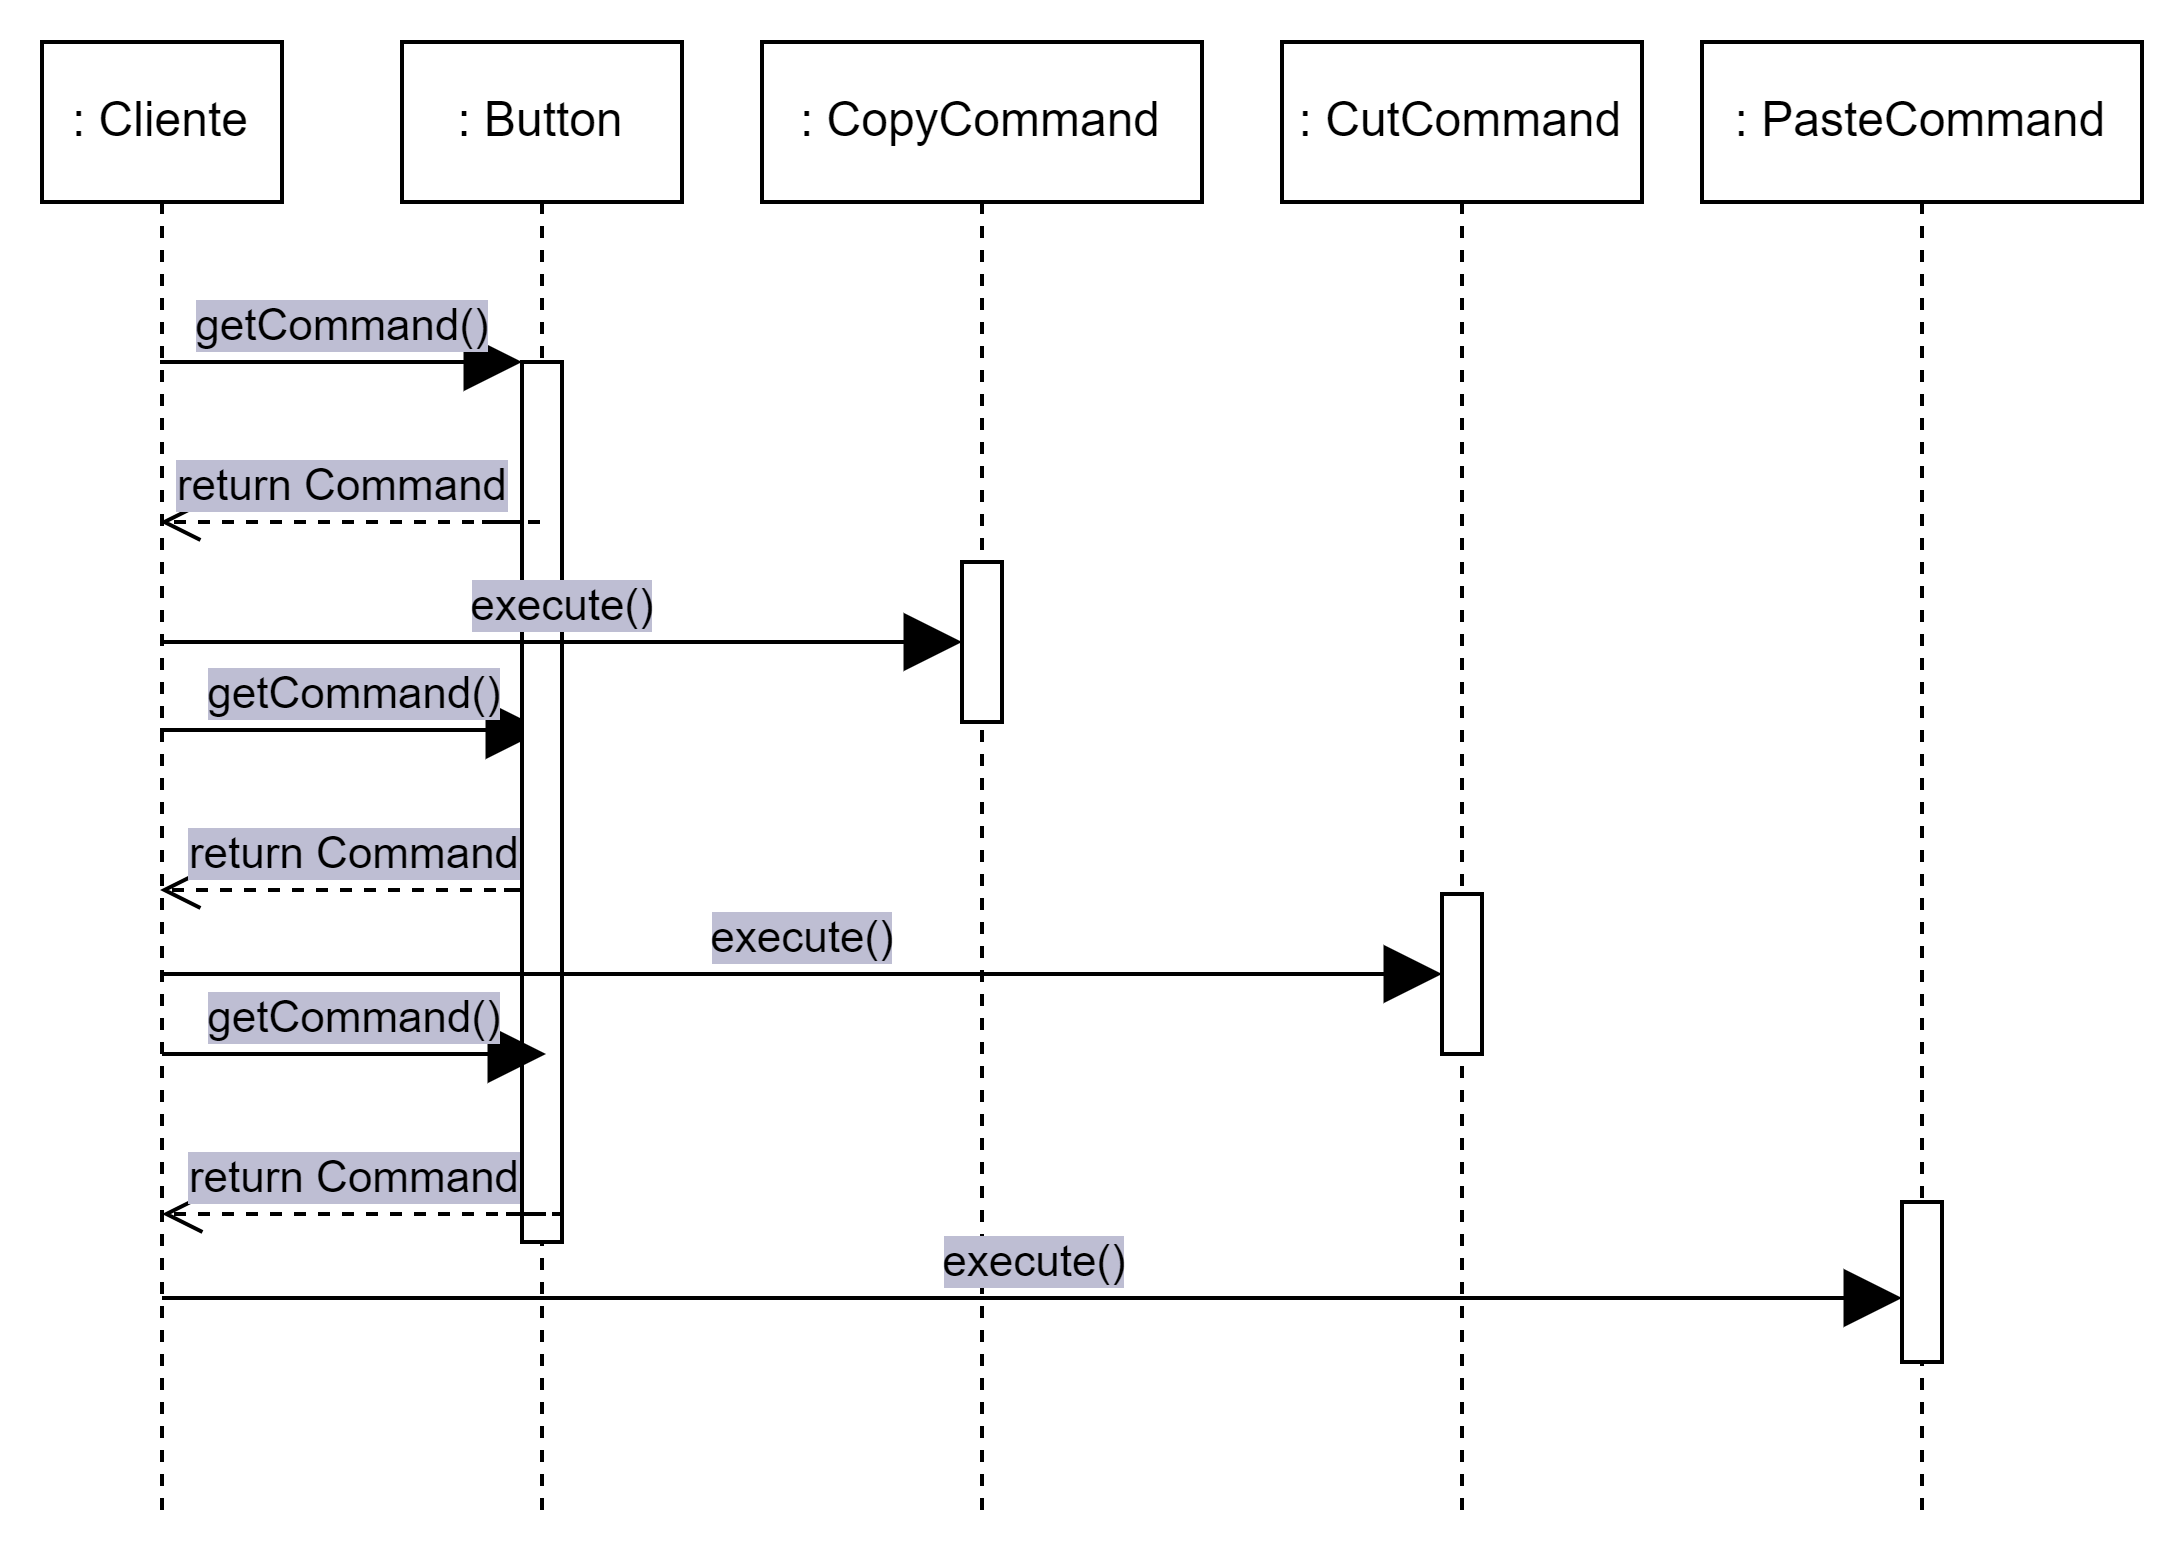 : Cliente
: Button
: CopyCommand
: CutCommand
: PasteCommand
getCommand()
return Command
execute()
getCommand()
return Command
execute()
getCommand()
return Command
execute()